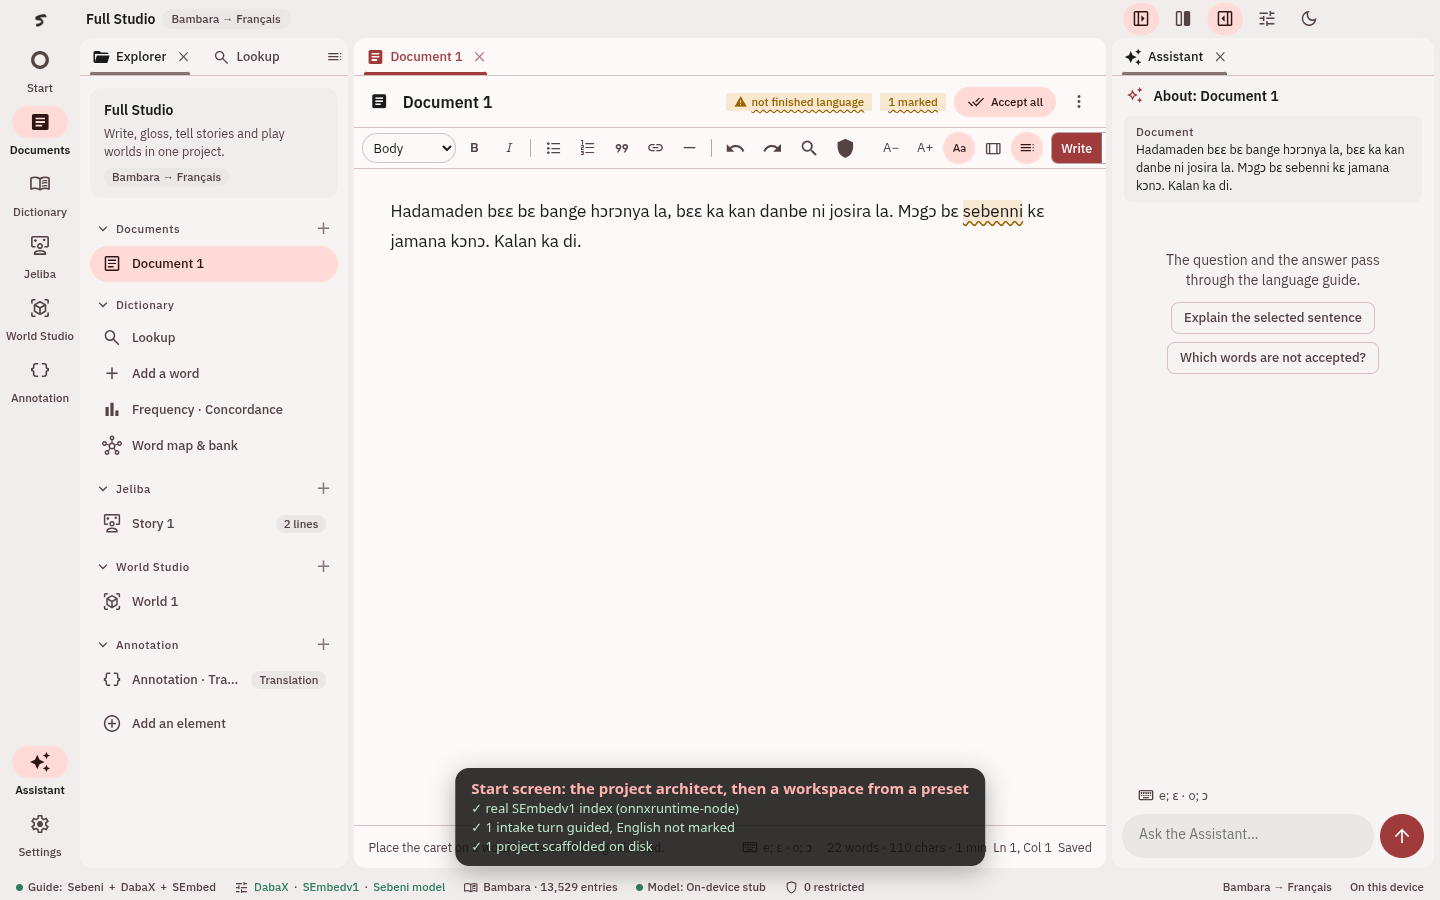 Full Studio
Bambara → Français
Start
Documents
Dictionary
Jeliba
World Studio
Annotation
Assistant
Settings
Explorer
Lookup
Full Studio
Write, gloss, tell stories and play
worlds in one project.
Bambara → Français
Documents
Document 1
Dictionary
Lookup
Add a word
Frequency · Concordance
Word map & bank
Jeliba
Story 1
2 lines
World Studio
World 1
Annotation
Annotation · Tra...
Translation
Add an element
Document 1
Document 1
not finished language
1 marked
Accept all
Body
B
I
A−
A+
Aa
Write
Hadamaden bɛɛ bɛ bange hɔrɔnya la, bɛɛ ka kan danbe ni josira la. Mɔgɔ bɛ sebenni kɛ
jamana kɔnɔ. Kalan ka di.
Start screen: the project architect, then a workspace from a preset
✓ real SEmbedv1 index (onnxruntime-node)
✓ 1 intake turn guided, English not marked
✓ 1 project scaffolded on disk
Place the caret
e; ɛ · o; ɔ
22 words · 110 chars · 1 min
Ln 1, Col 1
Saved
Assistant
About: Document 1
Document
Hadamaden bɛɛ bɛ bange hɔrɔnya la, bɛɛ ka kan
danbe ni josira la. Mɔgɔ bɛ sebenni kɛ jamana
kɔnɔ. Kalan ka di.
The question and the answer pass
through the language guide.
Explain the selected sentence
Which words are not accepted?
e; ɛ · o; ɔ
Ask the Assistant...
Guide: Sebeni + DabaX + SEmbed
DabaX · SEmbedv1 · Sebeni model
Bambara · 13,529 entries
Model: On-device stub
0 restricted
Bambara → Français
On this device